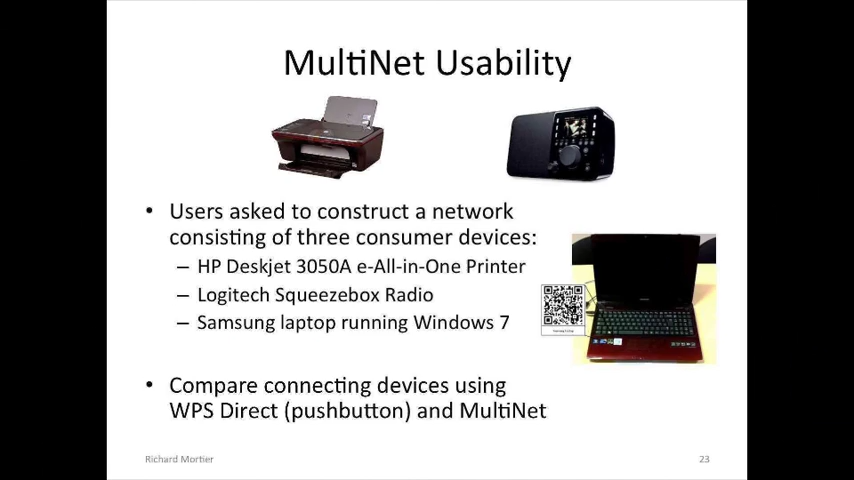 MultiNet Usability
• Users asked to construct a network
consisting of three consumer devices:
– HP Deskjet 3050A e-All-in-One Printer
– Logitech Squeezebox Radio
– Samsung laptop running Windows 7
• Compare connecting devices using
WPS Direct (pushbutton) and MultiNet
Richard Mortier
23